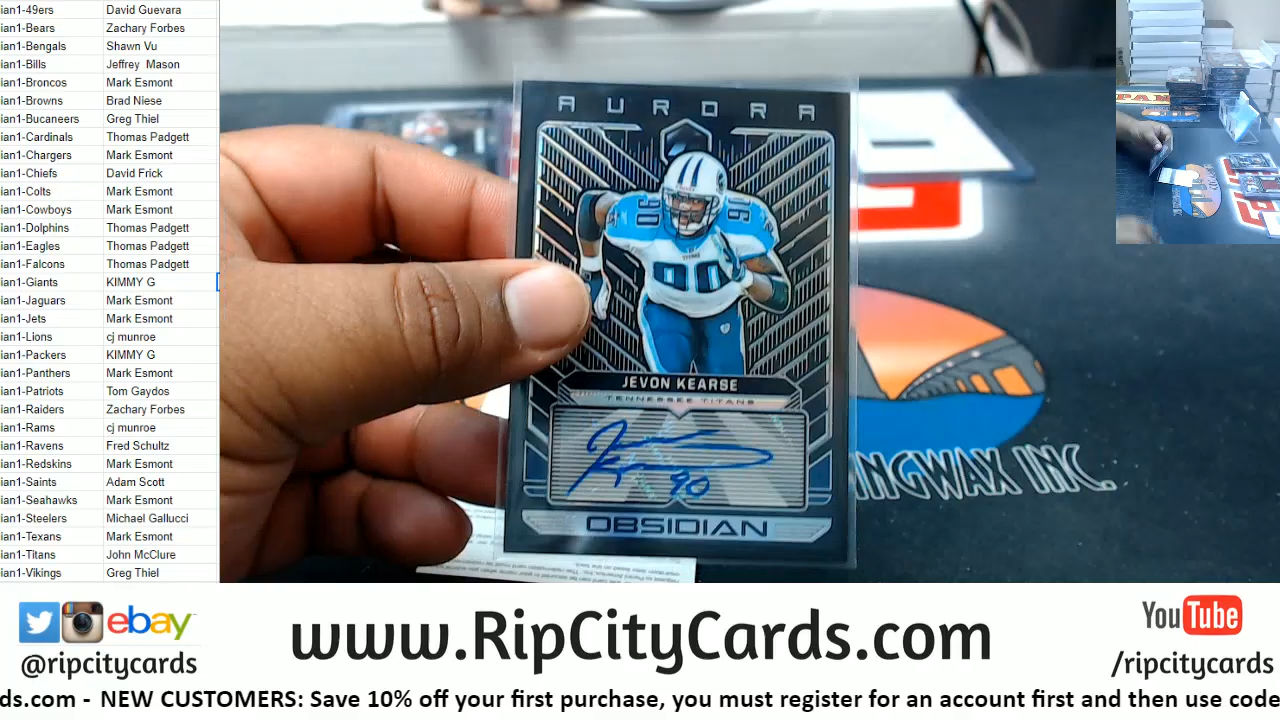 ian1-49ers David Guevara
ian1-Bears Zachary Forbes
ian1-Bengals Shawn Vu
ian1-Bills Jeffrey Mason
ian1-Broncos Mark Esmont
ian1-Browns Brad Niese
ian1-Bucaneers Greg Thiel
ian1-Cardinals Thomas Padgett
ian1-Chargers Mark Esmont
ian1-Chiefs David Frick
ian1-Colts Mark Esmont
ian1-Cowboys Mark Esmont
ian1-Dolphins Thomas Padgett
ian1-Eagles Thomas Padgett
ian1-Falcons Thomas Padgett
ian1-Giants KIMMY G
ian1-Jaguars Mark Esmont
ian1-Jets Mark Esmont
ian1-Lions cj munroe
ian1-Packers KIMMY G
ian1-Panthers Mark Esmont
ian1-Patriots Tom Gaydos
ian1-Raiders Zachary Forbes
ian1-Rams cj munroe
ian1-Ravens Fred Schultz
ian1-Redskins Mark Esmont
ian1-Saints Adam Scott
ian1-Seahawks Mark Esmont
ian1-Steelers Michael Gallucci
ian1-Texans Mark Esmont
ian1-Titans John McClure
ian1-Vikings Greg Thiel
AURORA
90 90
90
JEVON KEARSE
TENNESSEE TITANS
90
OBSIDIAN
INGWAX INC.
ebay
@ripcitycards
www.RipCityCards.com
YouTube
/ripcitycards
ds.com - NEW CUSTOMERS: Save 10% off your first purchase, you must register for an account first and then use code